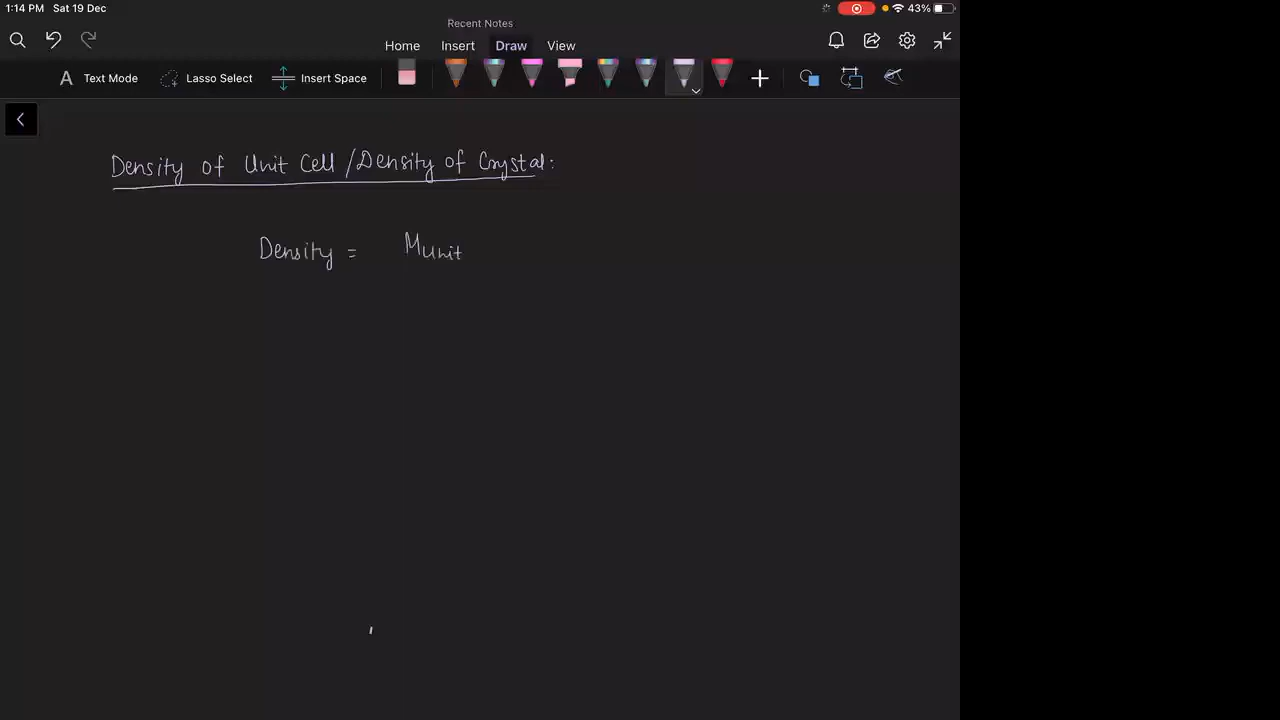 1:14 PM Sat 19 Dec
43%
Recent Notes
Home Insert Draw View
Text Mode Lasso Select Insert Space
Density of Unit Cell / Density of Crystal:
Density = Munit